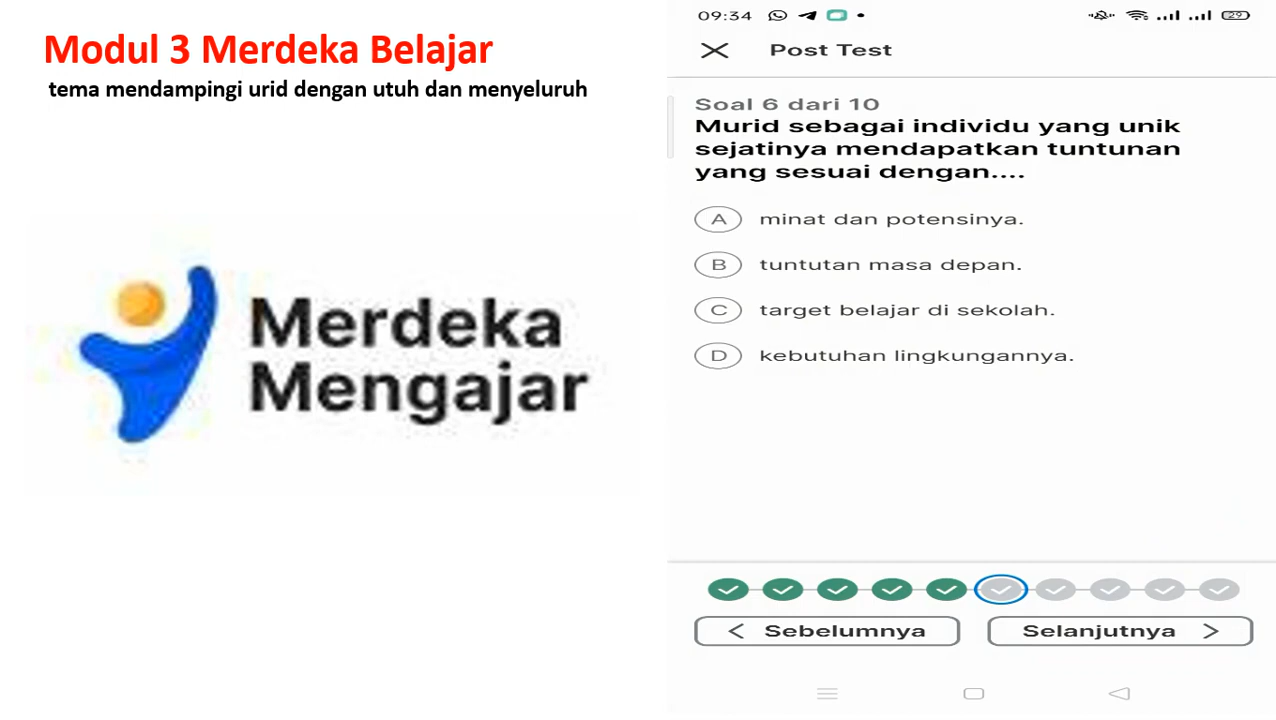 Modul 3 Merdeka Belajar
tema mendampingi urid dengan utuh dan menyeluruh
Merdeka
Mengajar
09:34
29
Post Test
Soal 6 dari 10
Murid sebagai individu yang unik
sejatinya mendapatkan tuntunan
yang sesuai dengan....
A minat dan potensinya.
B tuntutan masa depan.
C target belajar di sekolah.
D kebutuhan lingkungannya.
< Sebelumnya
Selanjutnya >